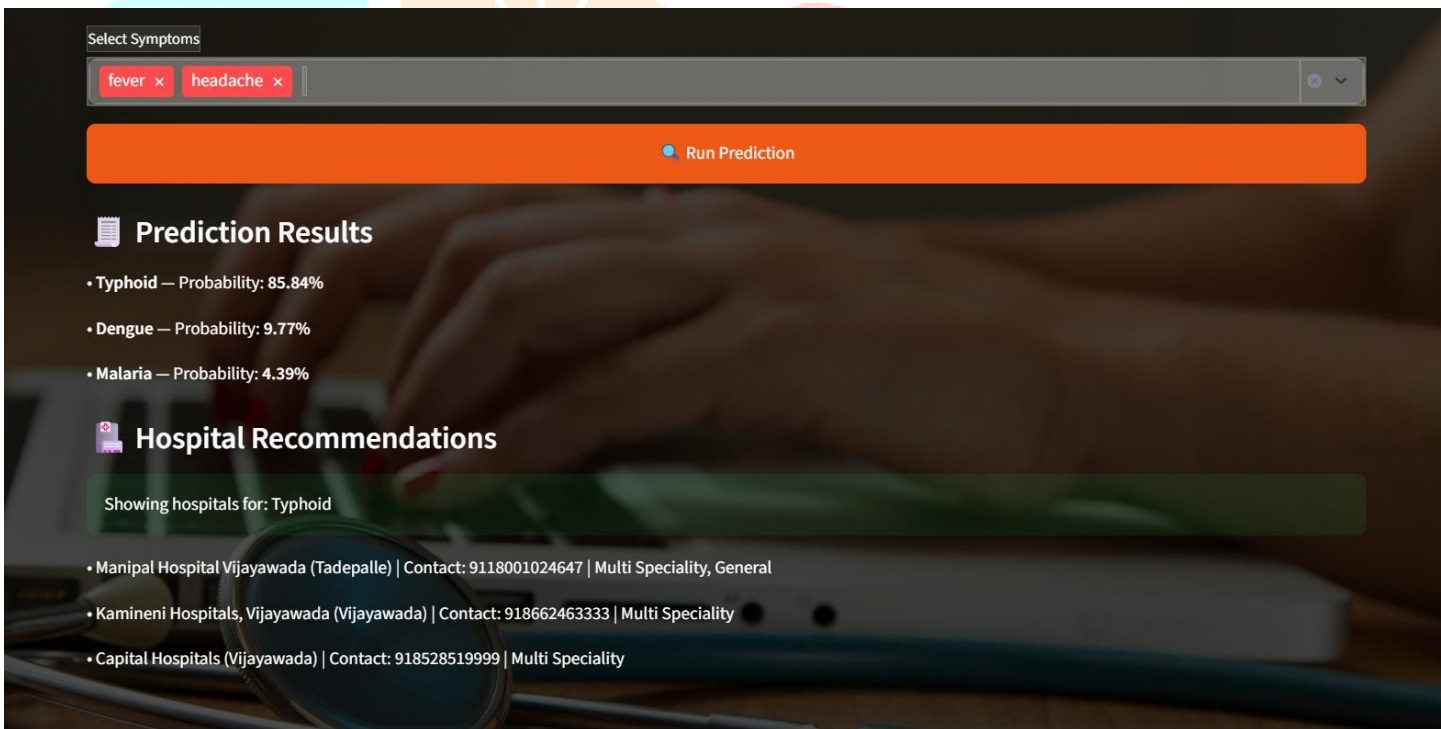 Select Symptoms
fever × headache ×
🔍 Run Prediction
Prediction Results
• Typhoid — Probability: 85.84%
• Dengue — Probability: 9.77%
• Malaria — Probability: 4.39%
Hospital Recommendations
Showing hospitals for: Typhoid
• Manipal Hospital Vijayawada (Tadepalle) | Contact: 9118001024647 | Multi Speciality, General
• Kamineni Hospitals, Vijayawada (Vijayawada) | Contact: 918662463333 | Multi Speciality
• Capital Hospitals (Vijayawada) | Contact: 918528519999 | Multi Speciality